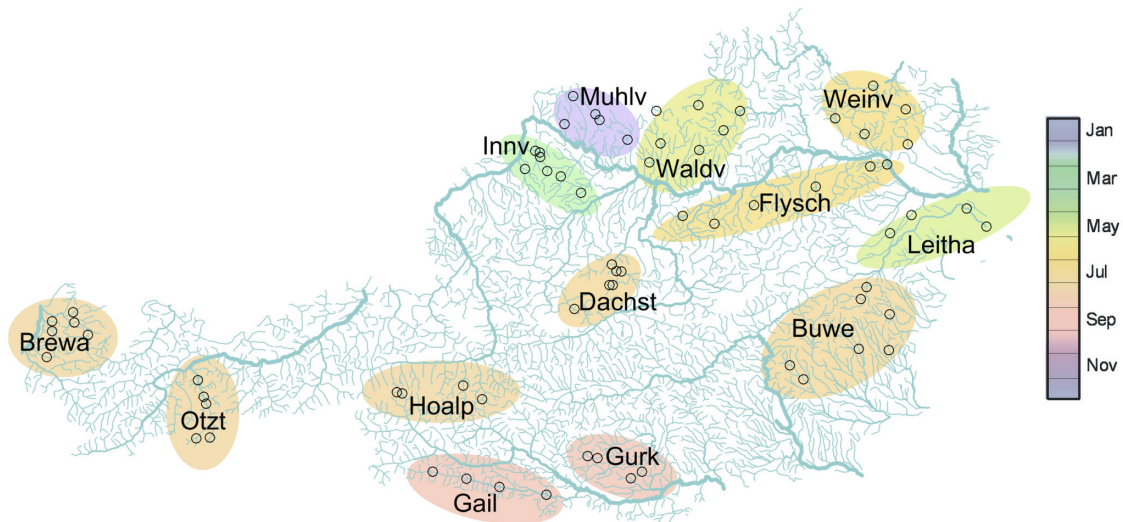 Muhlv
Weinv
Jan
Innv
Waldv
Mar
Flysch
May
Leitha
Jul
Dachst
Buwe
Sep
Brewa
Nov
Hoalp
Otzt
Gurk
Gail